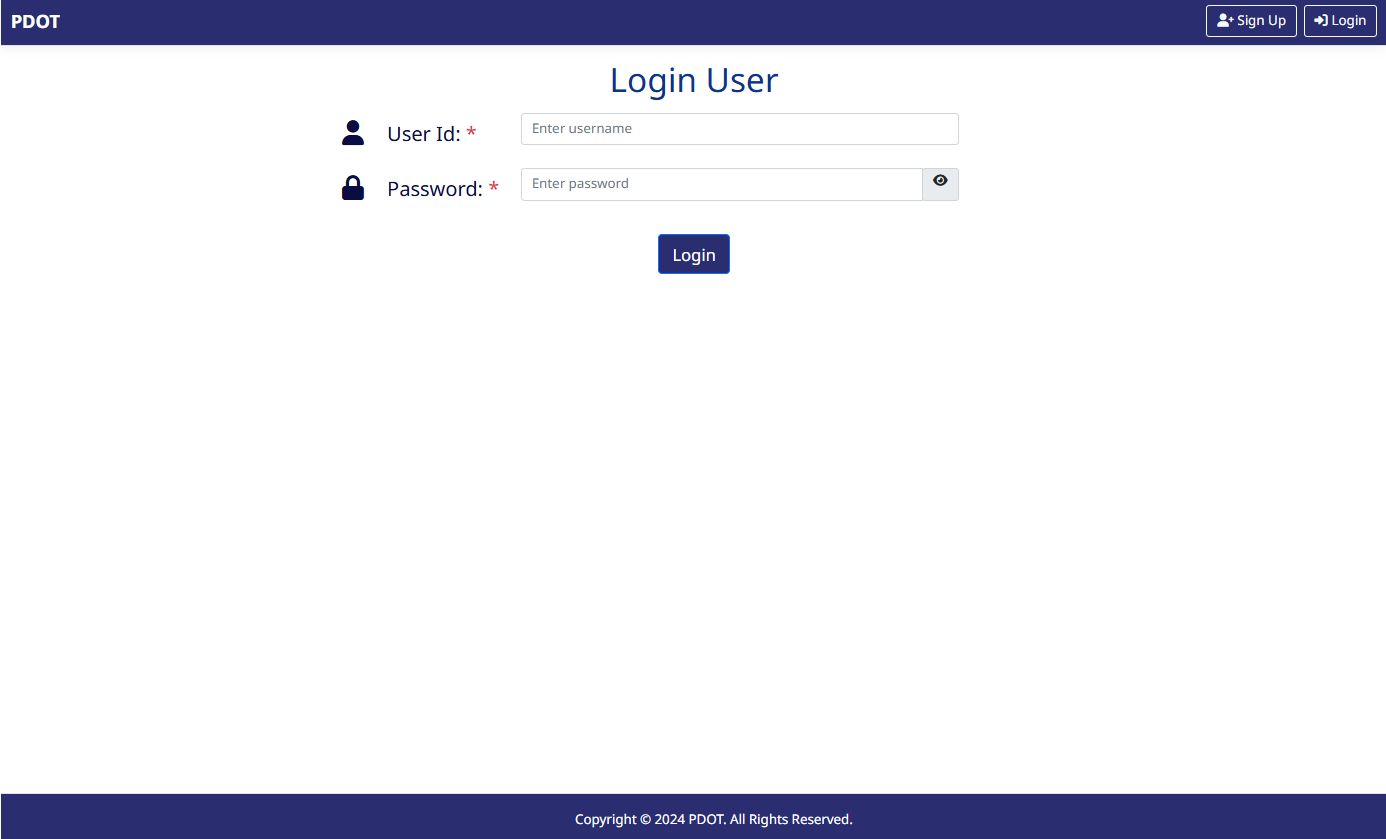 PDOT
Sign Up
Login
Login User
User Id: *
Enter username
Password: *
Enter password
Login
Copyright © 2024 PDOT. All Rights Reserved.